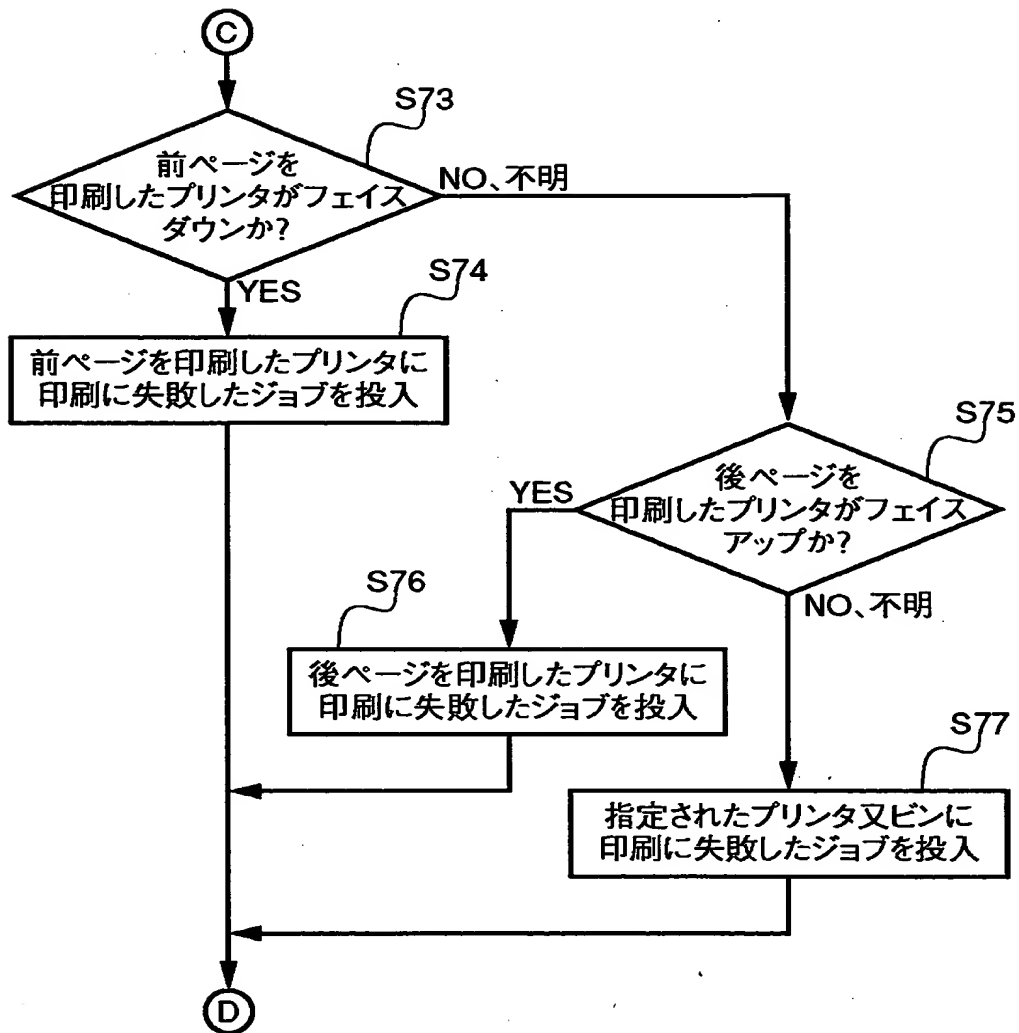 C
S73
前ページを
印刷したプリンタがフェイス
ダウンか?
NO、不明
YES
S74
前ページを印刷したプリンタに
印刷に失敗したジョブを投入
S75
後ページを
印刷したプリンタがフェイス
アップか?
YES
NO、不明
S76
後ページを印刷したプリンタに
印刷に失敗したジョブを投入
S77
指定されたプリンタ又ビンに
印刷に失敗したジョブを投入
D